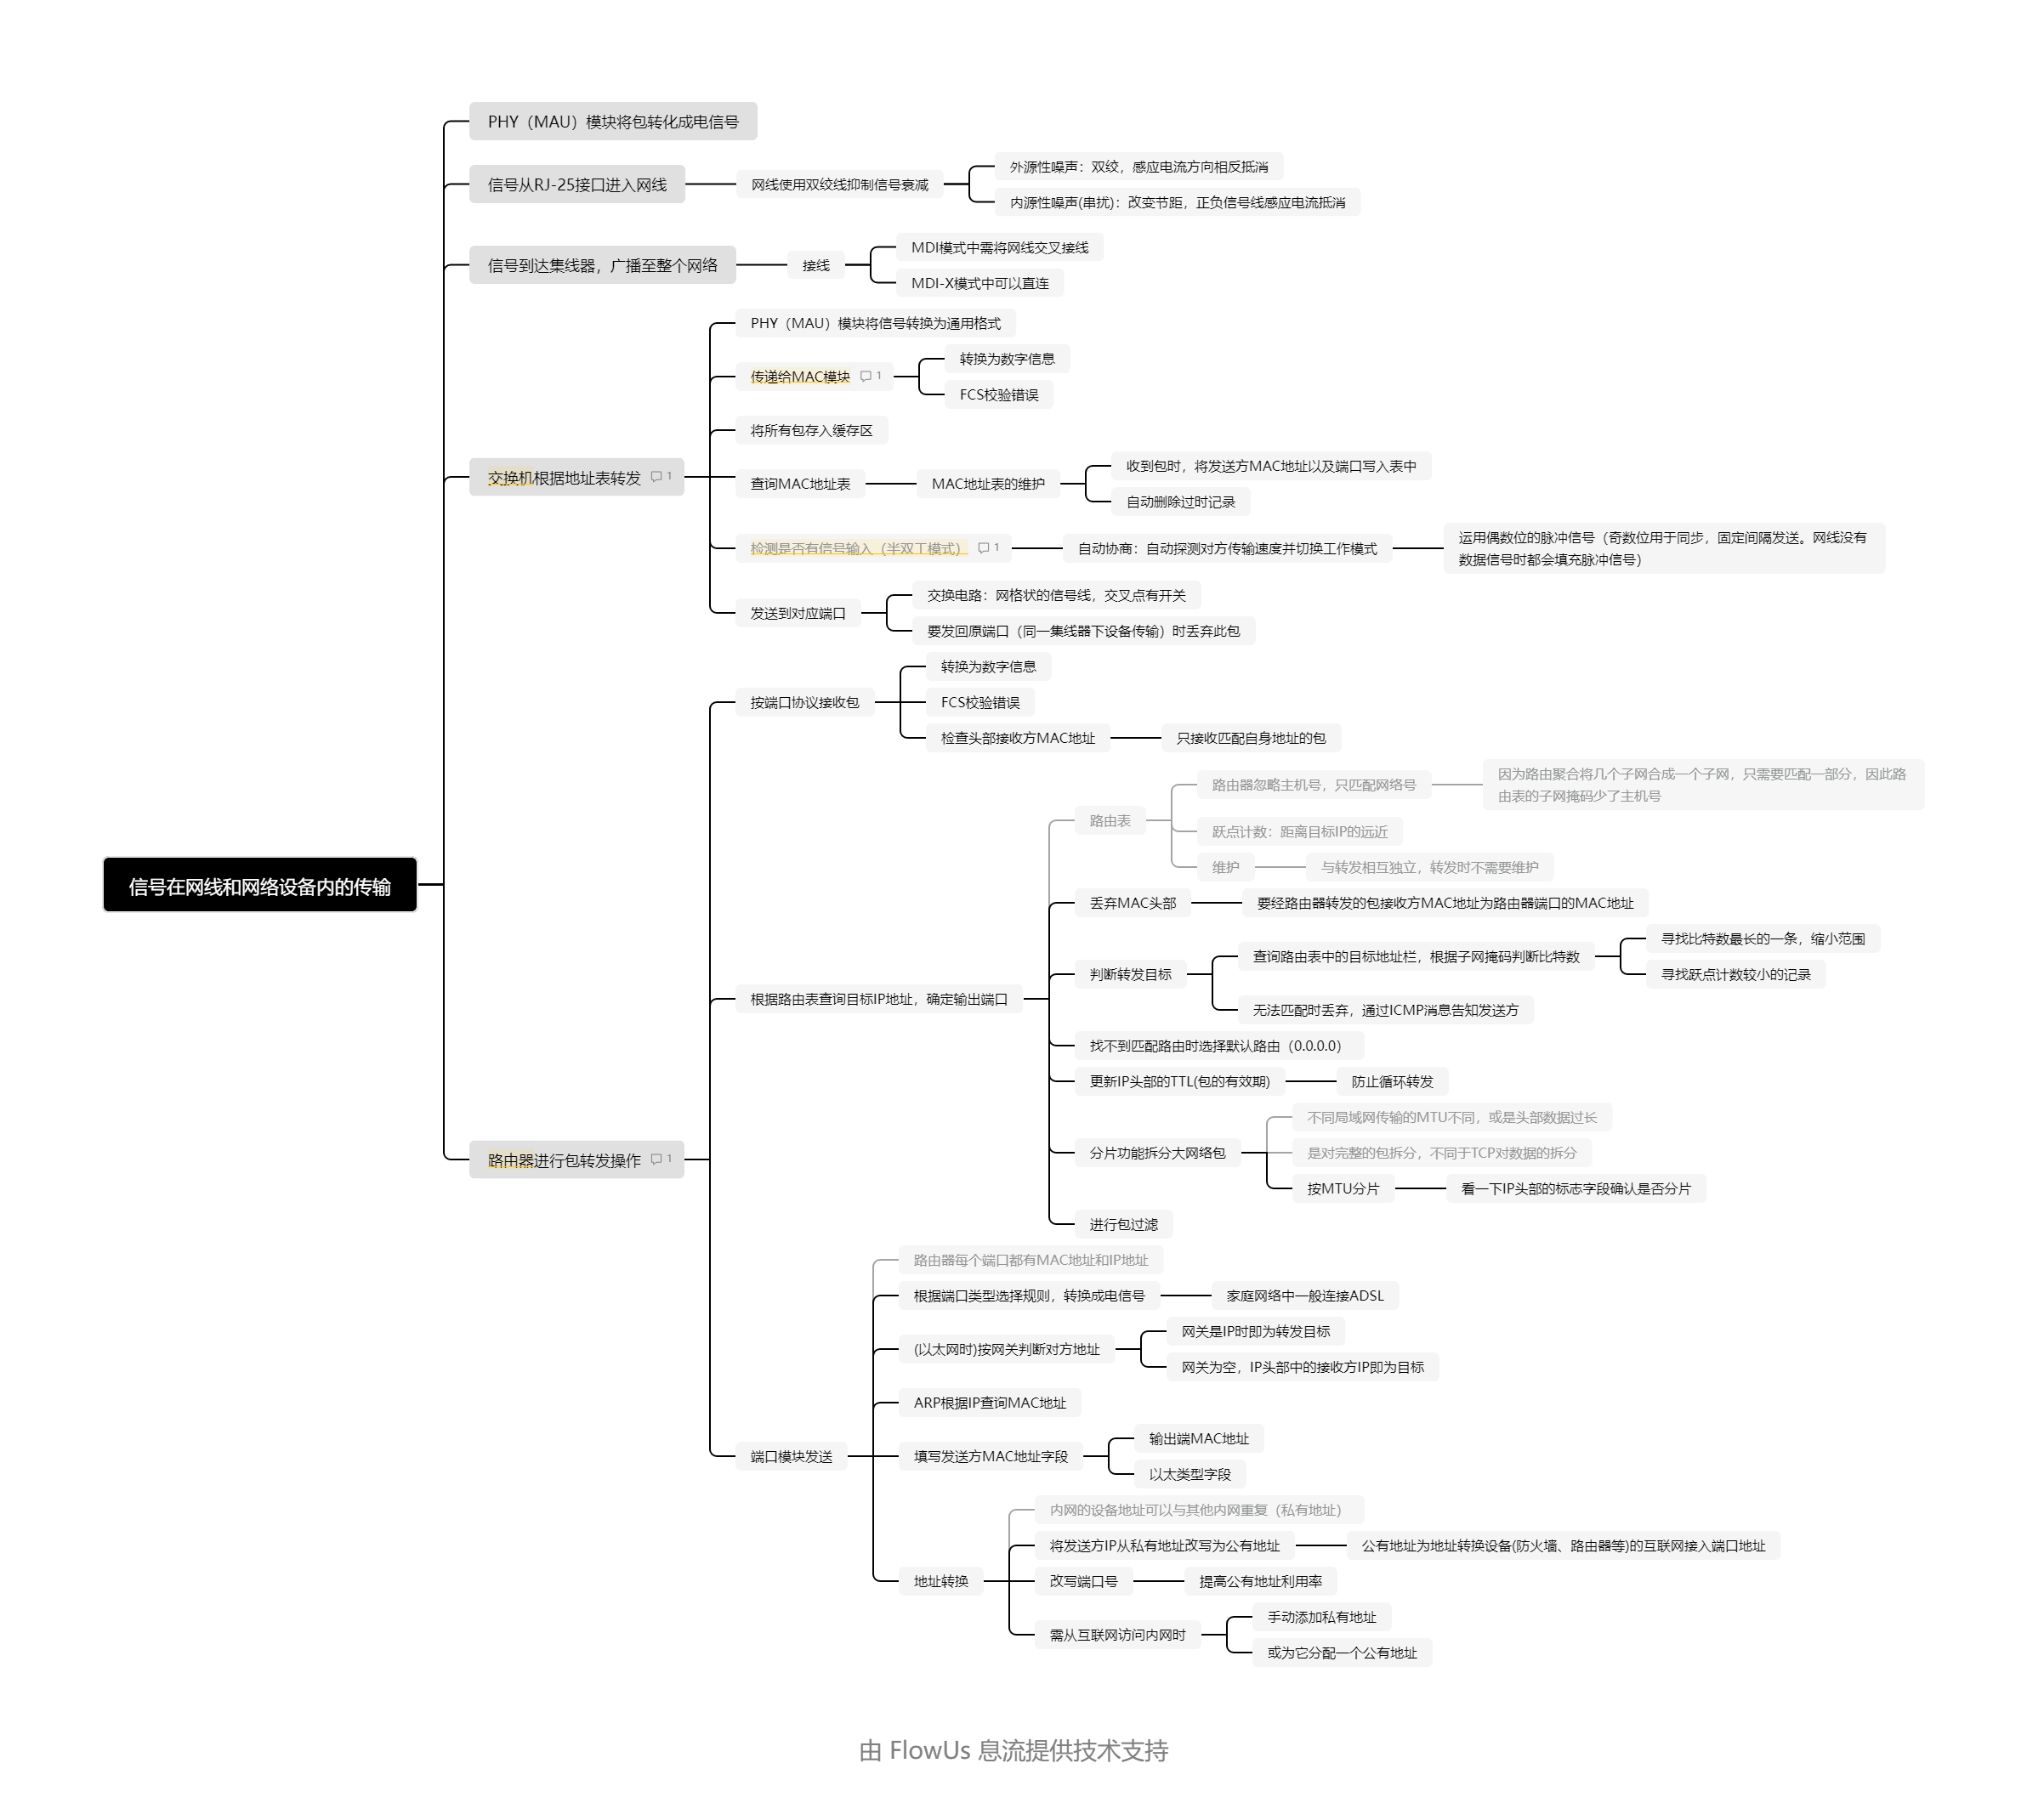 PHY（MAU）模块将包转化成电信号
信号从RJ-25接口进入网线
网线使用双绞线抑制信号衰减
外源性噪声：双绞，感应电流方向相反抵消
内源性噪声(串扰)：改变节距，正负信号线感应电流抵消
信号到达集线器，广播至整个网络
接线
MDI模式中需将网线交叉接线
MDI-X模式中可以直连
交换机根据地址表转发 1
PHY（MAU）模块将信号转换为通用格式
传递给MAC模块 1
转换为数字信息
FCS校验错误
将所有包存入缓存区
查询MAC地址表
MAC地址表的维护
收到包时，将发送方MAC地址以及端口写入表中
自动删除过时记录
检测是否有信号输入（半双工模式） 1
自动协商：自动探测对方传输速度并切换工作模式
运用偶数位的脉冲信号（奇数位用于同步，固定间隔发送。网线没有
数据信号时都会填充脉冲信号）
发送到对应端口
交换电路：网格状的信号线，交叉点有开关
要发回原端口（同一集线器下设备传输）时丢弃此包
信号在网线和网络设备内的传输
路由器进行包转发操作 1
按端口协议接收包
转换为数字信息
FCS校验错误
检查头部接收方MAC地址
只接收匹配自身地址的包
根据路由表查询目标IP地址，确定输出端口
路由表
路由器忽略主机号，只匹配网络号
因为路由聚合将几个子网合成一个子网，只需要匹配一部分，因此路
由表的子网掩码少了主机号
跃点计数：距离目标IP的远近
维护
与转发相互独立，转发时不需要维护
丢弃MAC头部
要经路由器转发的包接收方MAC地址为路由器端口的MAC地址
判断转发目标
查询路由表中的目标地址栏，根据子网掩码判断比特数
寻找比特数最长的一条，缩小范围
寻找跃点计数较小的记录
无法匹配时丢弃，通过ICMP消息告知发送方
找不到匹配路由时选择默认路由（0.0.0.0）
更新IP头部的TTL(包的有效期)
防止循环转发
分片功能拆分大网络包
不同局域网传输的MTU不同，或是头部数据过长
是对完整的包拆分，不同于TCP对数据的拆分
按MTU分片
看一下IP头部的标志字段确认是否分片
进行包过滤
端口模块发送
路由器每个端口都有MAC地址和IP地址
根据端口类型选择规则，转换成电信号
家庭网络中一般连接ADSL
(以太网时)按网关判断对方地址
网关是IP时即为转发目标
网关为空，IP头部中的接收方IP即为目标
ARP根据IP查询MAC地址
填写发送方MAC地址字段
输出端MAC地址
以太类型字段
地址转换
内网的设备地址可以与其他内网重复（私有地址）
将发送方IP从私有地址改写为公有地址
公有地址为地址转换设备(防火墙、路由器等)的互联网接入端口地址
改写端口号
提高公有地址利用率
需从互联网访问内网时
手动添加私有地址
或为它分配一个公有地址
由 FlowUs 息流提供技术支持